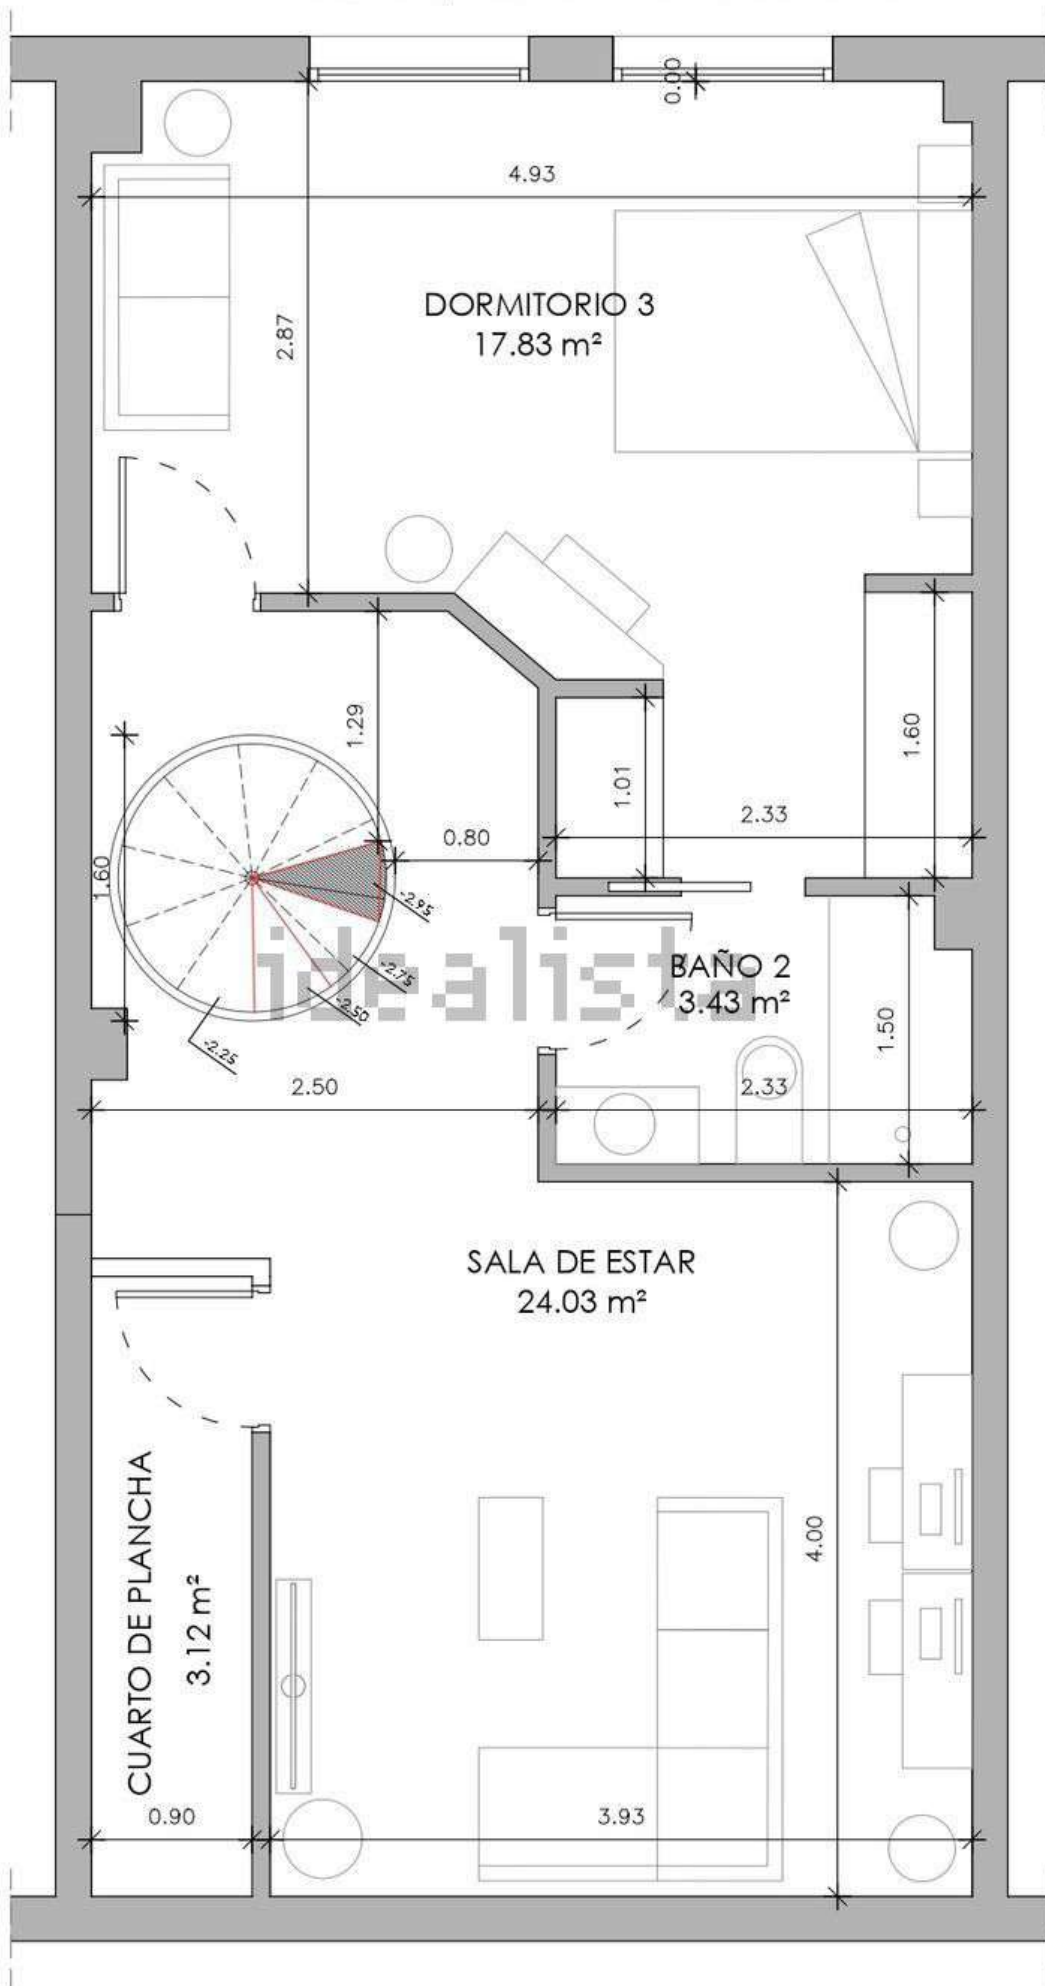 0.00
4.93
DORMITORIO 3
17.83 m²
2.87
1.29
1.01
1.60
2.33
0.80
1.60
-2.95
-2.75
-2.50
-2.25
idealista
BAÑO 2
3.43 m²
1.50
2.50
2.33
SALA DE ESTAR
24.03 m²
CUARTO DE PLANCHA
3.12 m²
4.00
0.90
3.93